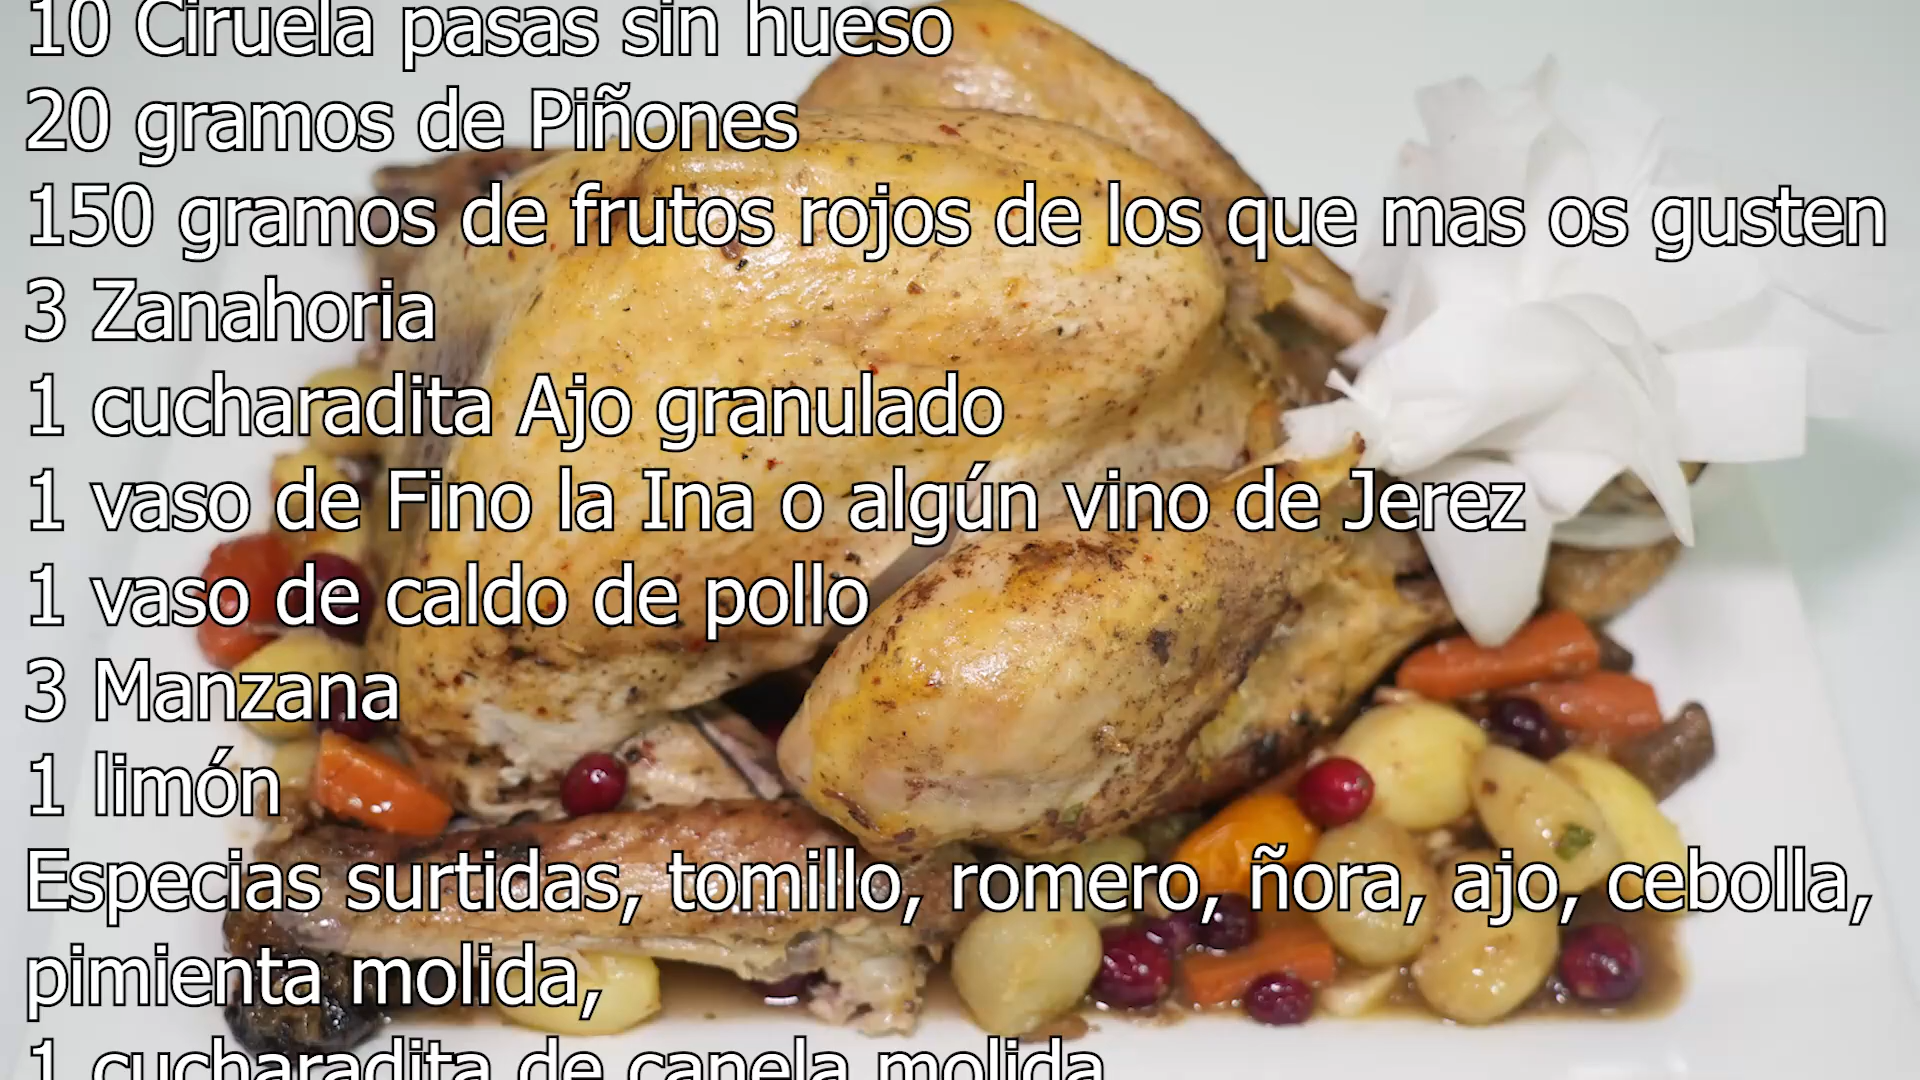 10 Ciruela pasas sin hueso
20 gramos de Piñones
150 gramos de frutos rojos de los que mas os gusten
3 Zanahoria
1 cucharadita Ajo granulado
1 vaso de Fino la Ina o algún vino de Jerez
1 vaso de caldo de pollo
3 Manzana
1 limón
Especias surtidas, tomillo, romero, ñora, ajo, cebolla,
pimienta molida,
1 cucharadita de canela molida